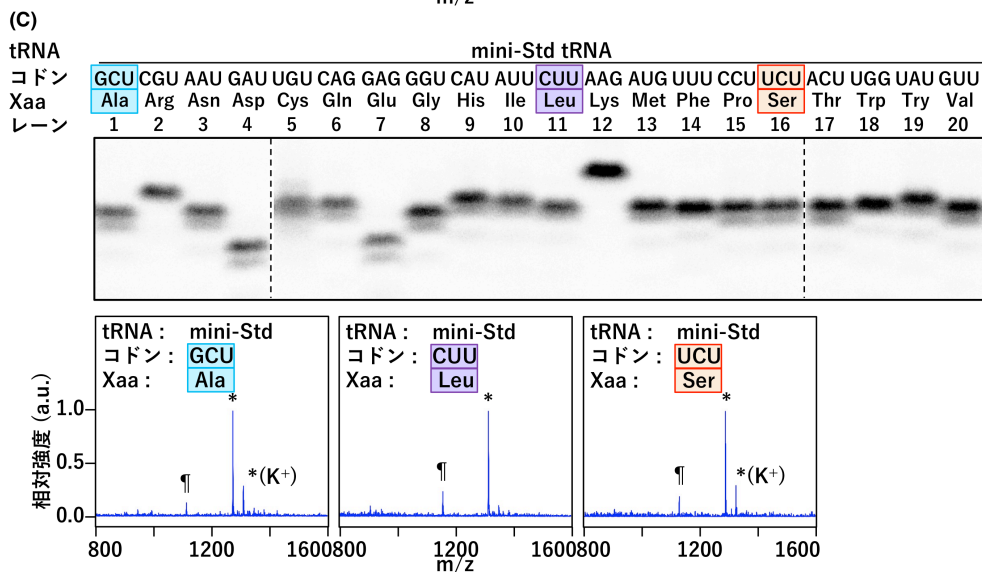 m/z
(C)
tRNA mini-Std tRNA
コドン GCU CGU AAU GAU UGU CAG GAG GGU CAU AUU CUU AAG AUG UUU CCU UCU ACU UGG UAU GUU
Xaa Ala Arg Asn Asp Cys Gln Glu Gly His Ile Leu Lys Met Phe Pro Ser Thr Trp Try Val
レーン 1 2 3 4 5 6 7 8 9 10 11 12 13 14 15 16 17 18 19 20
tRNA : mini-Std
コドン : GCU
Xaa : Ala
*
¶
*(K⁺)
tRNA : mini-Std
コドン : CUU
Xaa : Leu
*
¶
tRNA : mini-Std
コドン : UCU
Xaa : Ser
*
¶
*(K⁺)
相対強度 (a.u.)
1.0
0.5
0.0
800 1200 1600 800 1200 1600 800 1200 1600
m/z